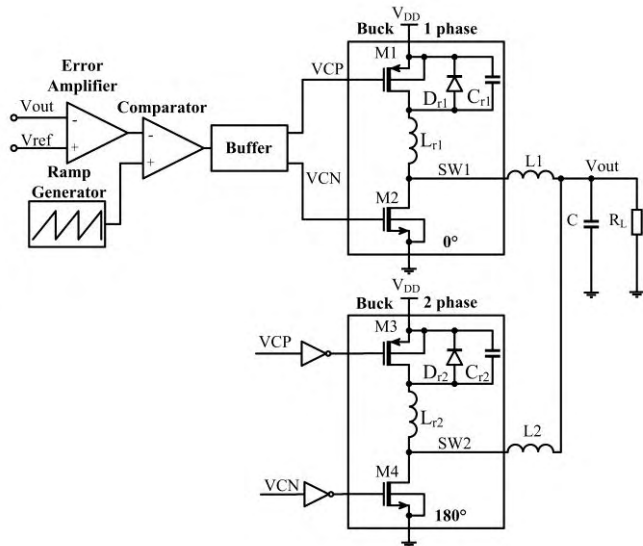 V_DD
Buck 1 phase
Error Amplifier
Vout
Vref
-
+
Comparator
-
+
Buffer
VCP
VCN
Ramp Generator
M1
D_r1
C_r1
L_r1
SW1
M2
0°
L1
Vout
C
R_L
V_DD
Buck 2 phase
VCP
M3
D_r2
C_r2
L_r2
SW2
L2
VCN
M4
180°